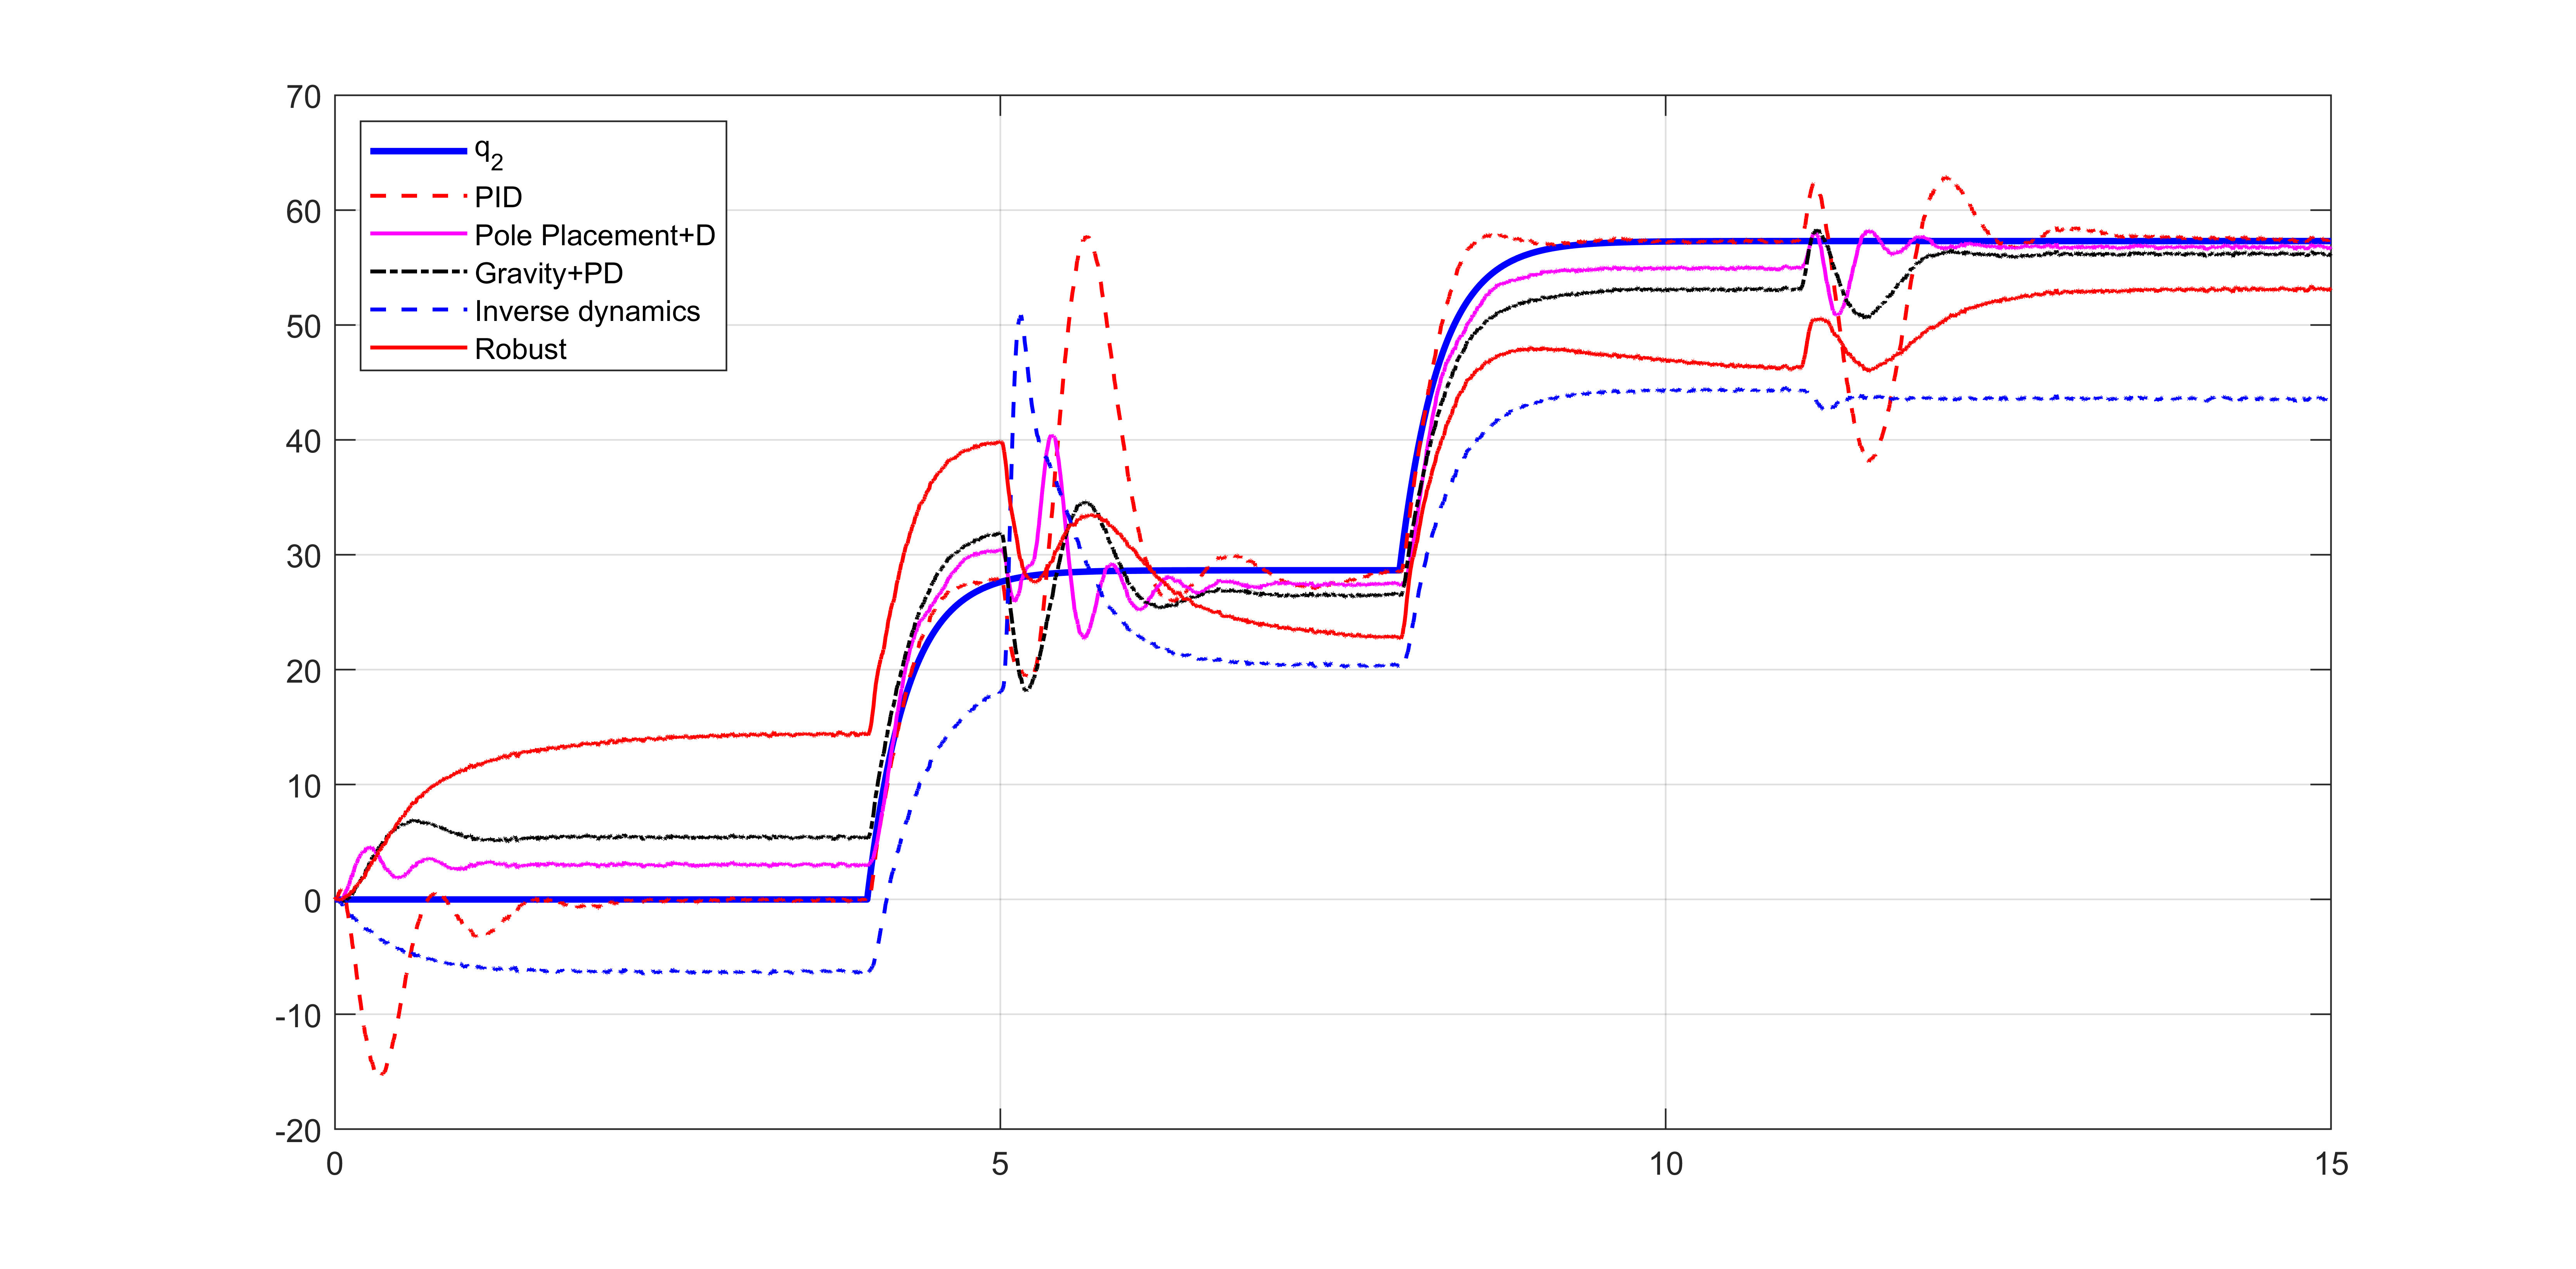 70
60
50
40
30
20
10
0
-10
-20
q2
PID
Pole Placement+D
Gravity+PD
Inverse dynamics
Robust
0 5 10 15